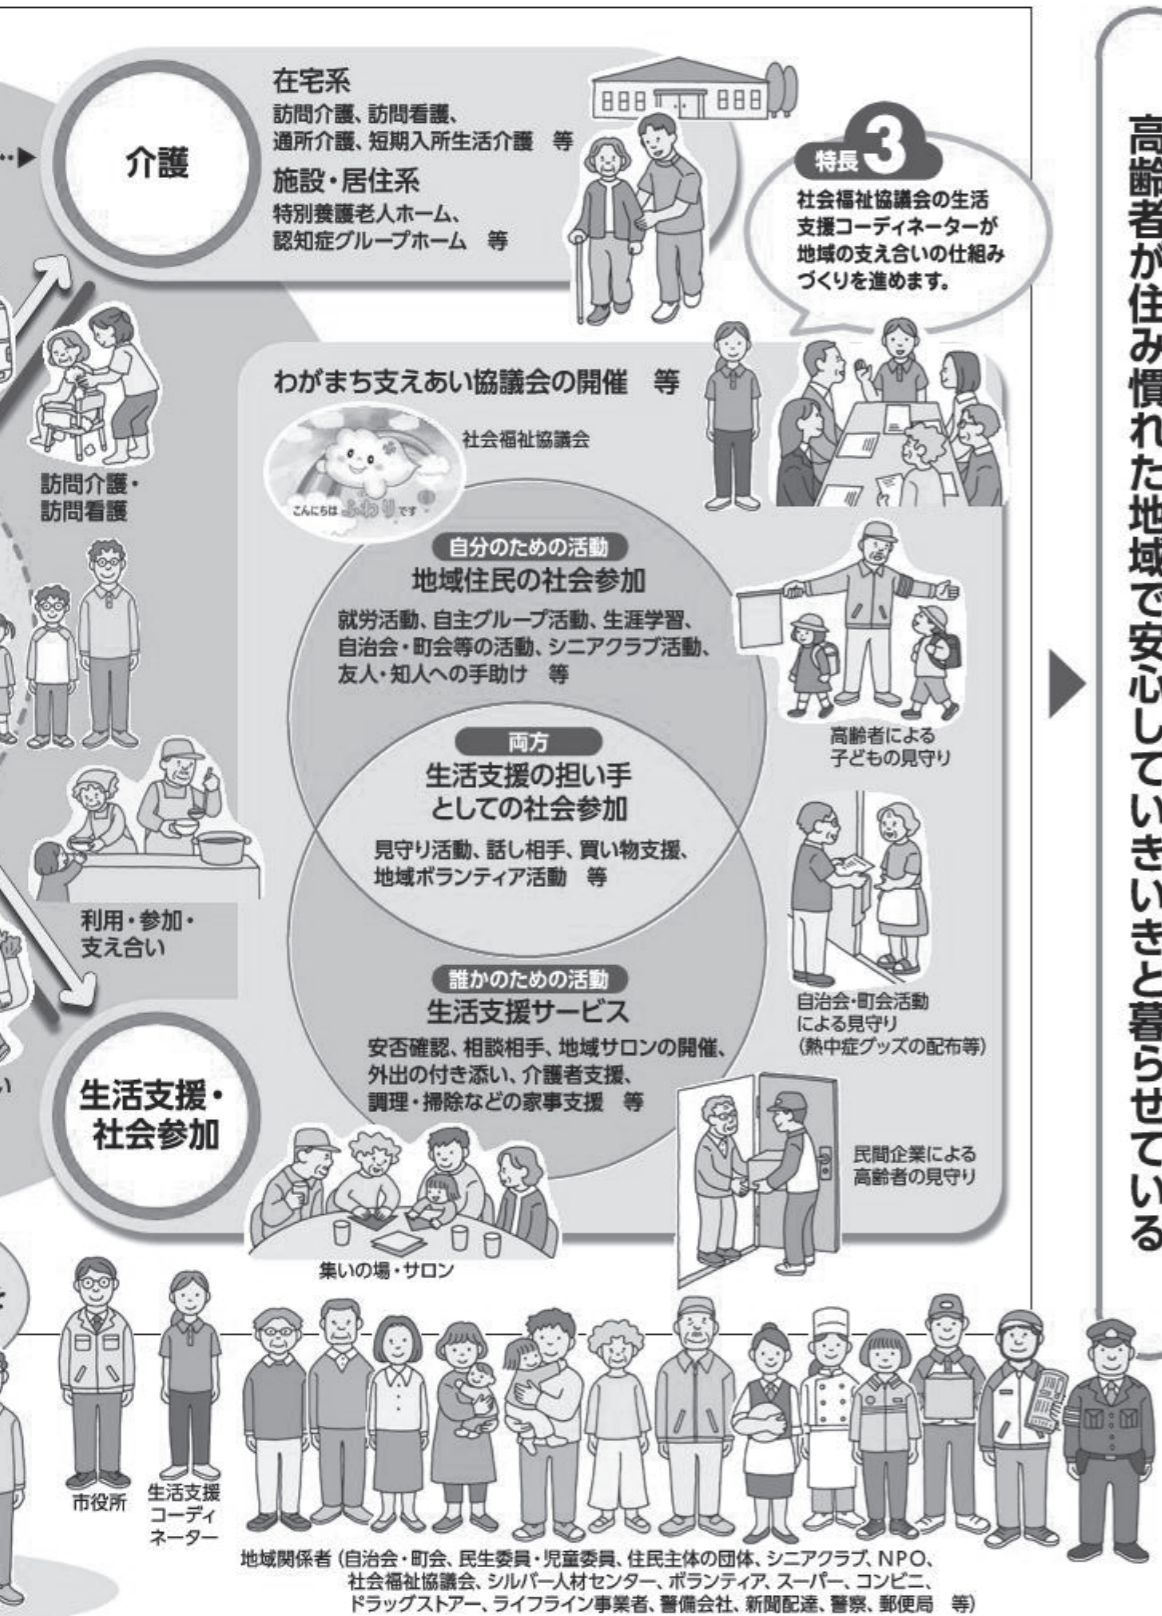 介護
在宅系
訪問介護、訪問看護、
通所介護、短期入所生活介護　等
施設・居住系
特別養護老人ホーム、
認知症グループホーム　等
特長3
社会福祉協議会の生活
支援コーディネーターが
地域の支え合いの仕組み
づくりを進めます。
訪問介護・
訪問看護
わがまち支えあい協議会の開催　等
社会福祉協議会
こんにちは ふわり です
自分のための活動
地域住民の社会参加
就労活動、自主グループ活動、生涯学習、
自治会・町会等の活動、シニアクラブ活動、
友人・知人への手助け　等
両方
生活支援の担い手
としての社会参加
見守り活動、話し相手、買い物支援、
地域ボランティア活動　等
誰かのための活動
生活支援サービス
安否確認、相談相手、地域サロンの開催、
外出の付き添い、介護者支援、
調理・掃除などの家事支援　等
高齢者による
子どもの見守り
自治会・町会活動
による見守り
（熱中症グッズの配布等）
民間企業による
高齢者の見守り
利用・参加・
支え合い
い
生活支援・
社会参加
集いの場・サロン
市役所
生活支援
コーディ
ネーター
地域関係者（自治会・町会、民生委員・児童委員、住民主体の団体、シニアクラブ、NPO、
社会福祉協議会、シルバー人材センター、ボランティア、スーパー、コンビニ、
ドラッグストアー、ライフライン事業者、警備会社、新聞配達、警察、郵便局　等）
高齢者が住み慣れた地域で安心していきいきと暮らせている